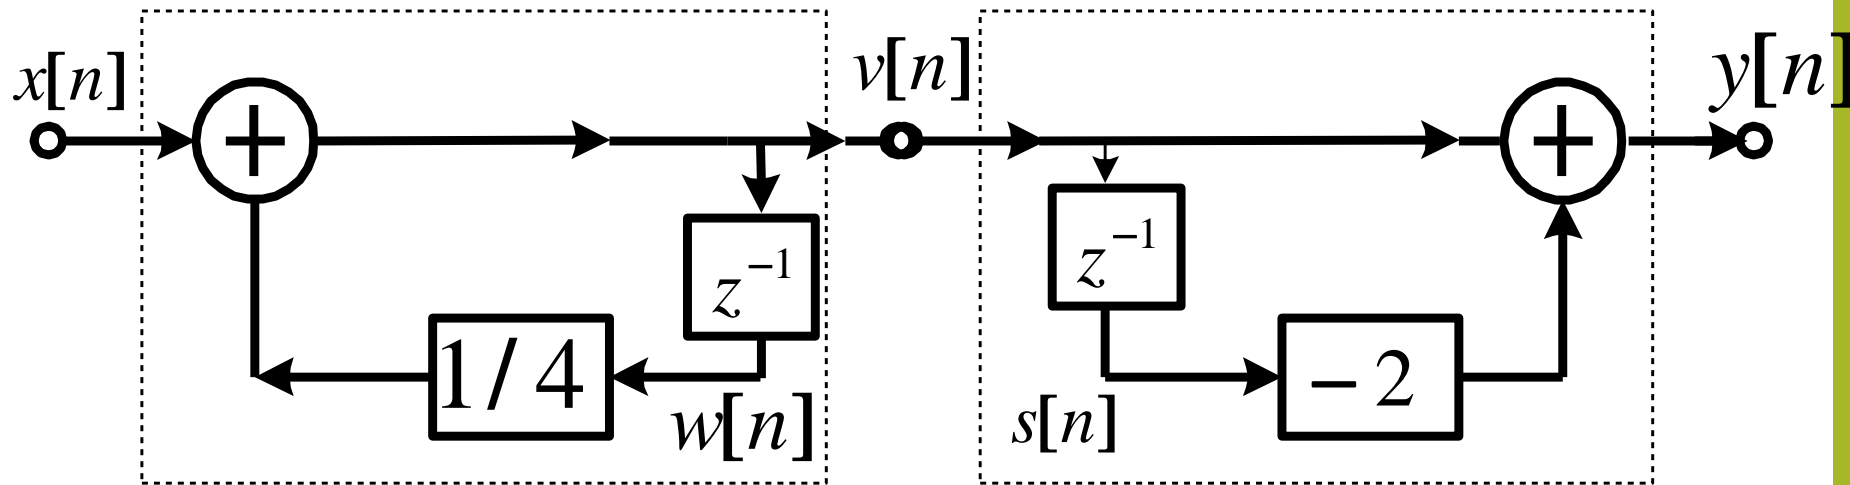 x[n]
v[n]
y[n]
+
+
z^{-1}
z^{-1}
1/4
−2
w[n]
s[n]